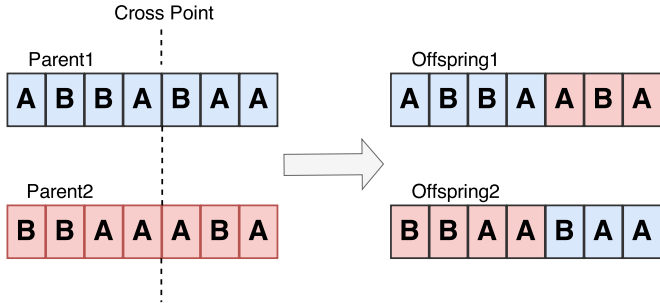 Cross Point
Parent1
A B B A B A A
Offspring1
A B B A A B A
Parent2
B B A A A B A
Offspring2
B B A A B A A